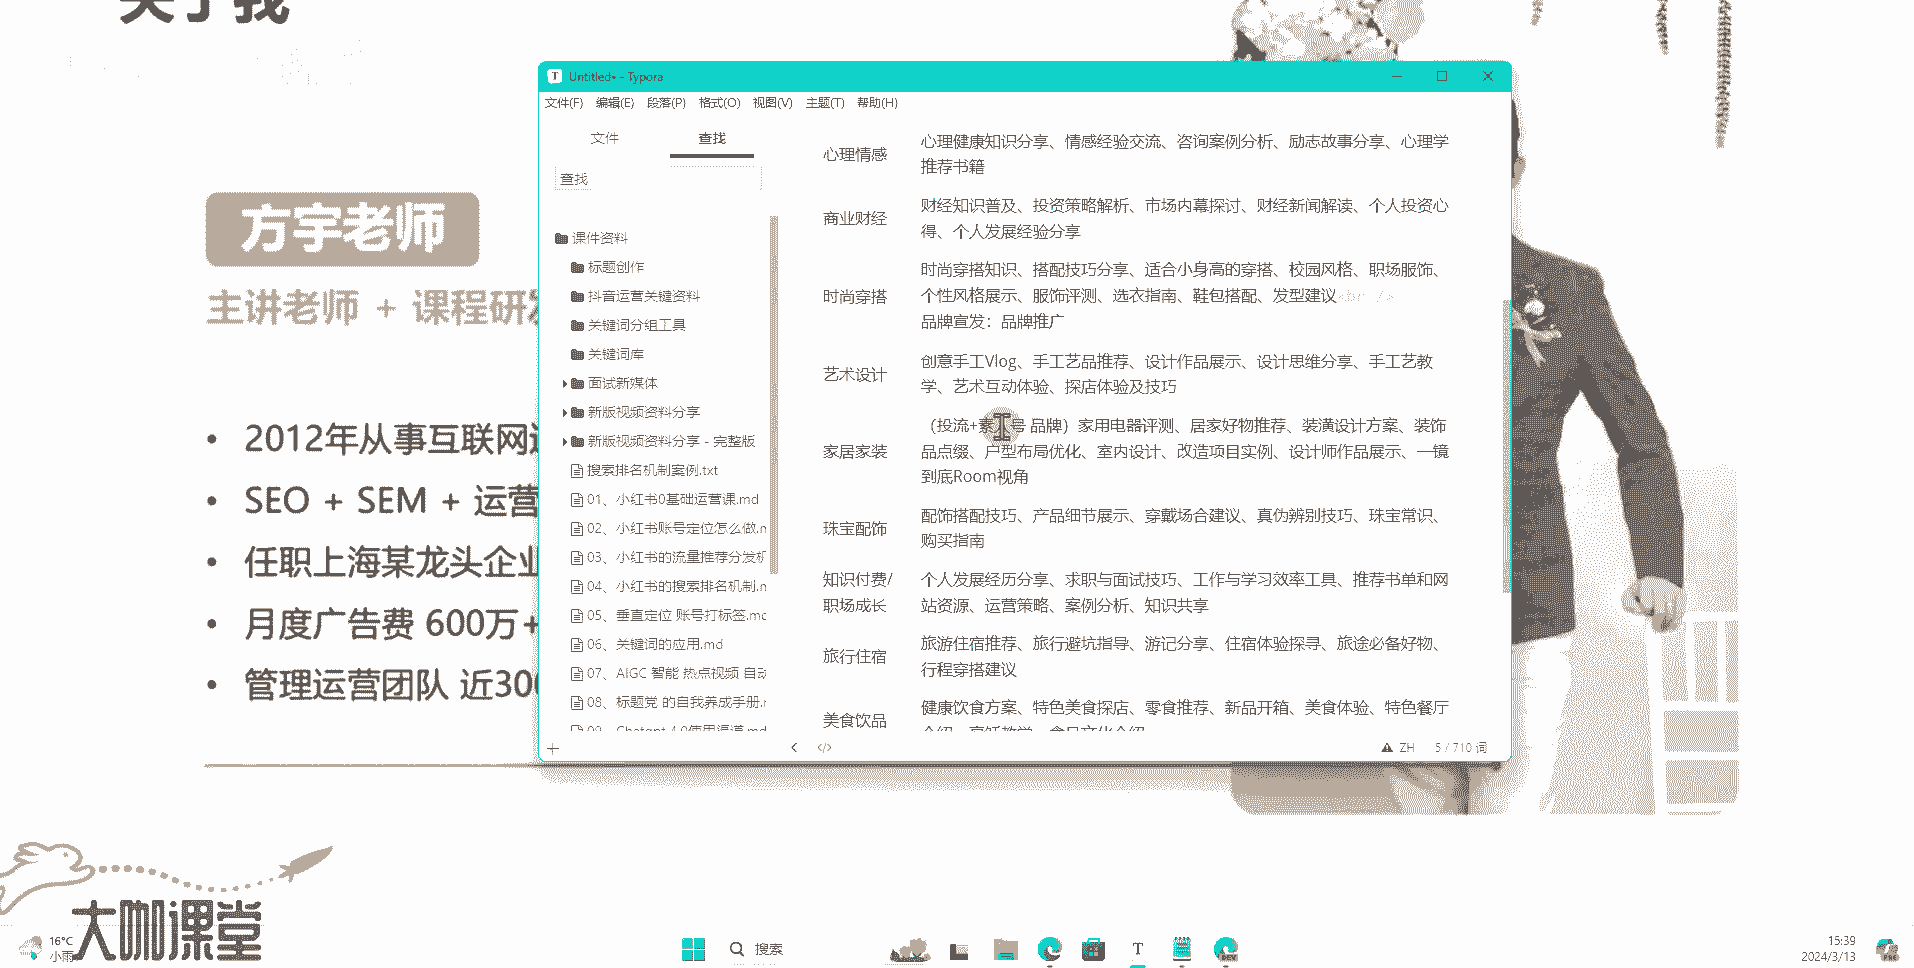 关于我
方宇老师
主讲老师 + 课程研发
2012年从事互联网
SEO + SEM + 运营
任职上海某龙头企业
月度广告费 600万+
管理运营团队 近300
大咖课堂
Untitled• - Typora
文件(F) 编辑(E) 段落(P) 格式(O) 视图(V) 主题(T) 帮助(H)
文件 查找
查找
课件资料
标题创作
抖音运营关键资料
关键词分组工具
关键词库
面试新媒体
新版视频资料分享
新版视频资料分享 - 完整版
搜索排名机制案例.txt
01、小红书0基础运营课.md
02、小红书账号定位怎么做.m
03、小红书的流量推荐分发机
04、小红书的搜索排名机制.m
05、垂直定位 账号打标签.md
06、关键词的应用.md
07、AIGC 智能 热点视频 自动
08、标题党 的自我养成手册.m
09、Chatgpt 4.0使用渠道.md
心理情感
心理健康知识分享、情感经验交流、咨询案例分析、励志故事分享、心理学
推荐书籍
商业财经
财经知识普及、投资策略解析、市场内幕探讨、财经新闻解读、个人投资心
得、个人发展经验分享
时尚穿搭
时尚穿搭知识、搭配技巧分享、适合小身高的穿搭、校园风格、职场服饰、
个性风格展示、服饰评测、选衣指南、鞋包搭配、发型建议<br />
品牌宣发：品牌推广
艺术设计
创意手工Vlog、手工艺品推荐、设计作品展示、设计思维分享、手工艺教
学、艺术互动体验、探店体验及技巧
家居家装
（投流+素 号 品牌）家用电器评测、居家好物推荐、装潢设计方案、装饰
品点缀、户型布局优化、室内设计、改造项目实例、设计师作品展示、一镜
到底Room视角
珠宝配饰
配饰搭配技巧、产品细节展示、穿戴场合建议、真伪辨别技巧、珠宝常识、
购买指南
知识付费/
职场成长
个人发展经历分享、求职与面试技巧、工作与学习效率工具、推荐书单和网
站资源、运营策略、案例分析、知识共享
旅行住宿
旅游住宿推荐、旅行避坑指导、游记分享、住宿体验探寻、旅途必备好物、
行程穿搭建议
美食饮品
健康饮食方案、特色美食探店、零食推荐、新品开箱、美食体验、特色餐厅
介绍、烹饪教学、食品文化介绍
</> ZH 5 / 710 词
16°C
小雨
搜索
T
DEV
15:39
2024/3/13
PRE